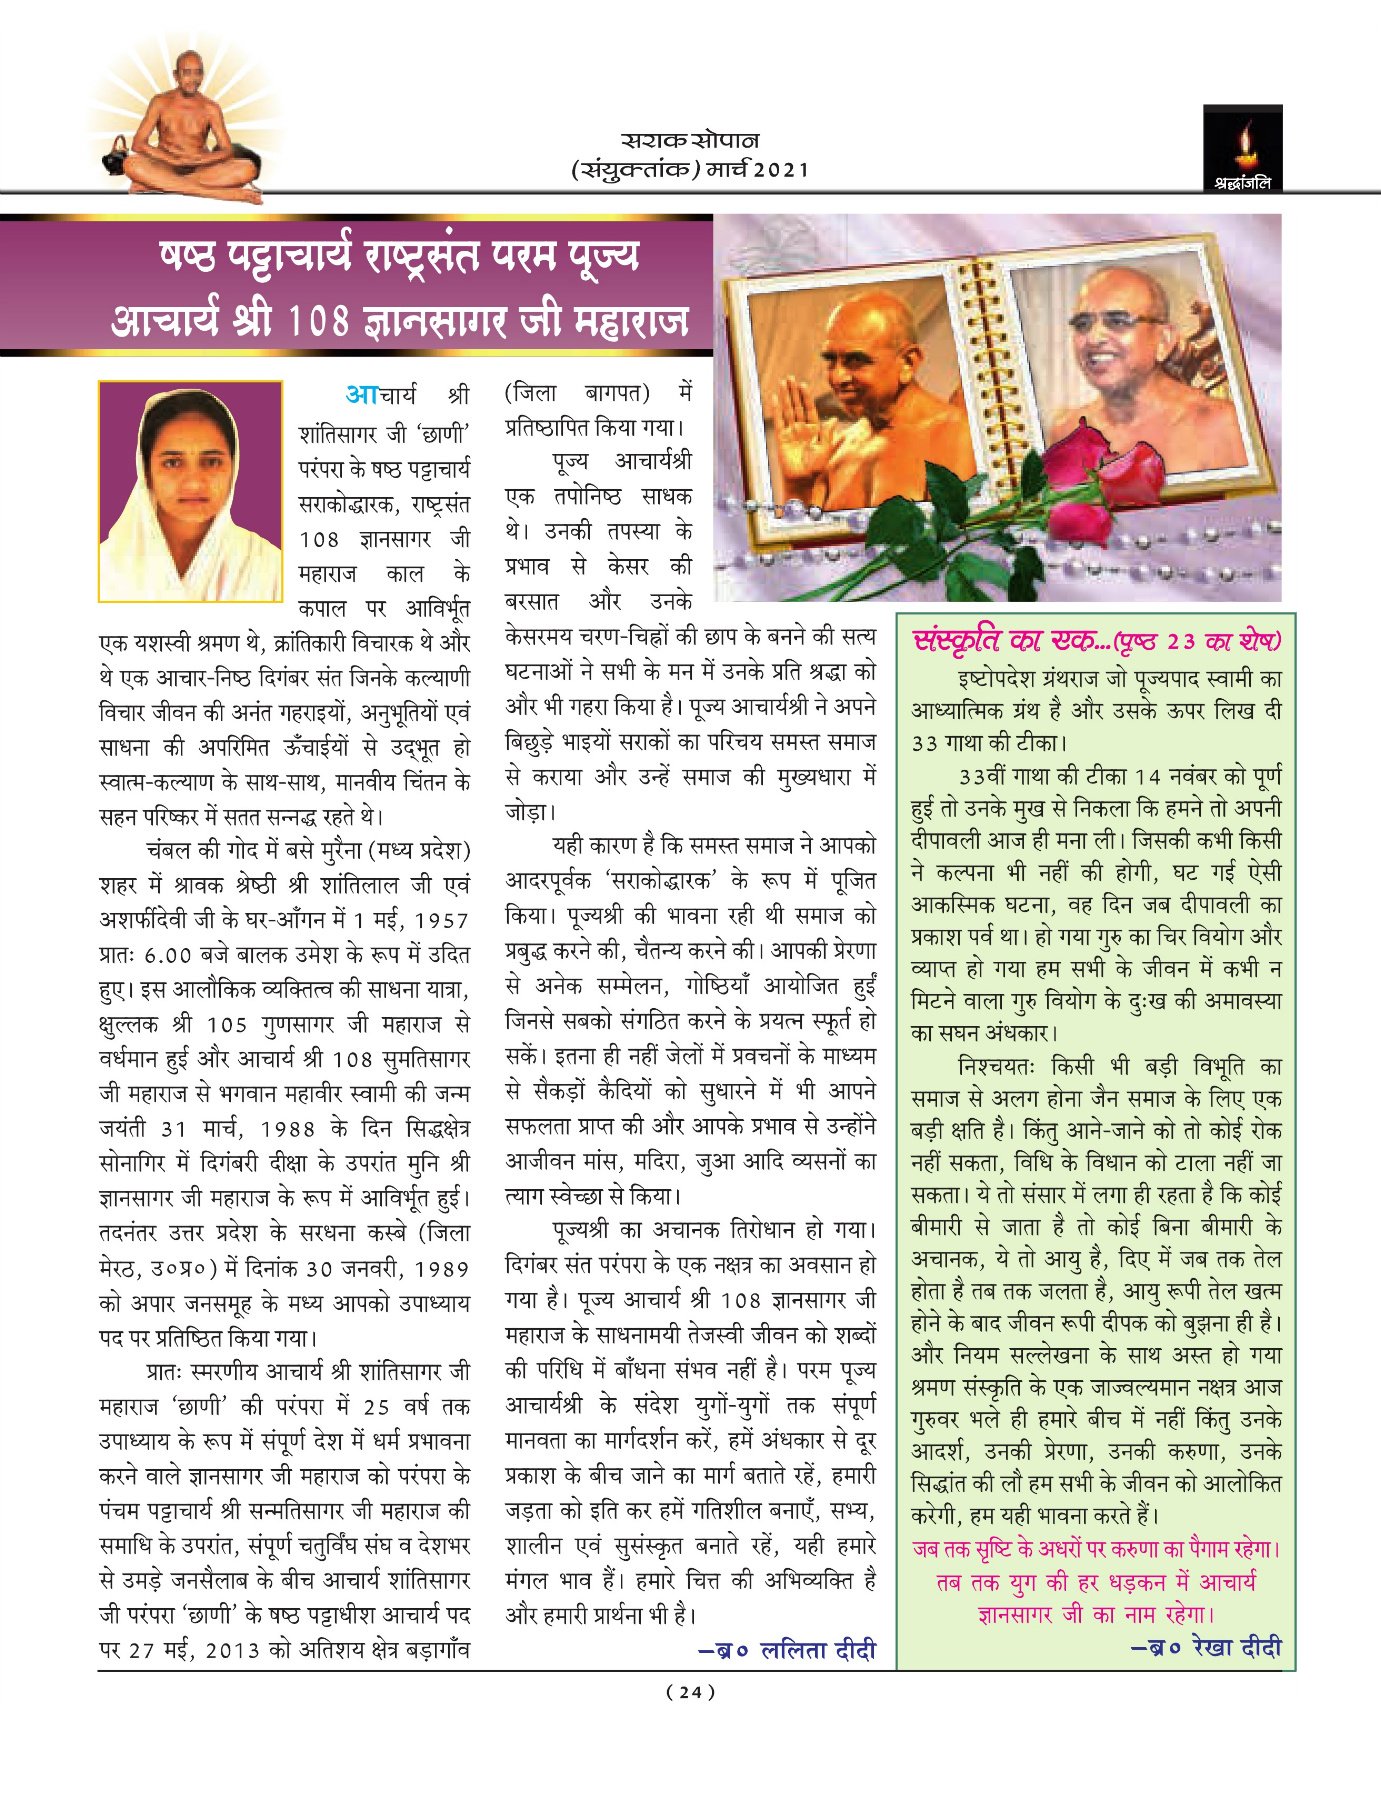 सराक सोपान
(संयुक्तांक) मार्च 2021
श्रद्धांजलि
षष्ठ पट्टाचार्य राष्ट्रसंत परम पूज्य
आचार्य श्री 108 ज्ञानसागर जी महाराज
आचार्य श्री
शांतिसागर जी ‘छाणी’
परंपरा के षष्ठ पट्टाचार्य
सराकोद्धारक, राष्ट्रसंत
108 ज्ञानसागर जी
महाराज काल के
कपाल पर आविर्भूत
एक यशस्वी श्रमण थे, क्रांतिकारी विचारक थे और
थे एक आचार-निष्ठ दिगंबर संत जिनके कल्याणी
विचार जीवन की अनंत गहराइयों, अनुभूतियों एवं
साधना की अपरिमित ऊँचाईयों से उद्‌भूत हो
स्वात्म-कल्याण के साथ-साथ, मानवीय चिंतन के
सहन परिष्कर में सतत सन्नद्ध रहते थे।
चंबल की गोद में बसे मुरैना (मध्य प्रदेश)
शहर में श्रावक श्रेष्ठी श्री शांतिलाल जी एवं
अशर्फीदेवी जी के घर-आँगन में 1 मई, 1957
प्रातः 6.00 बजे बालक उमेश के रूप में उदित
हुए। इस आलौकिक व्यक्तित्व की साधना यात्रा,
क्षुल्लक श्री 105 गुणसागर जी महाराज से
वर्धमान हुई और आचार्य श्री 108 सुमतिसागर
जी महाराज से भगवान महावीर स्वामी की जन्म
जयंती 31 मार्च, 1988 के दिन सिद्धक्षेत्र
सोनागिर में दिगंबरी दीक्षा के उपरांत मुनि श्री
ज्ञानसागर जी महाराज के रूप में आविर्भूत हुई।
तदनंतर उत्तर प्रदेश के सरधना कस्बे (जिला
मेरठ, उ०प्र०) में दिनांक 30 जनवरी, 1989
को अपार जनसमूह के मध्य आपको उपाध्याय
पद पर प्रतिष्ठित किया गया।
प्रातः स्मरणीय आचार्य श्री शांतिसागर जी
महाराज ‘छाणी’ की परंपरा में 25 वर्ष तक
उपाध्याय के रूप में संपूर्ण देश में धर्म प्रभावना
करने वाले ज्ञानसागर जी महाराज को परंपरा के
पंचम पट्टाचार्य श्री सन्मतिसागर जी महाराज की
समाधि के उपरांत, संपूर्ण चतुर्विध संघ व देशभर
से उमड़े जनसैलाब के बीच आचार्य शांतिसागर
जी परंपरा ‘छाणी’ के षष्ठ पट्टाधीश आचार्य पद
पर 27 मई, 2013 को अतिशय क्षेत्र बड़ागाँव
(जिला बागपत) में
प्रतिष्ठापित किया गया।
पूज्य आचार्यश्री
एक तपोनिष्ठ साधक
थे। उनकी तपस्या के
प्रभाव से केसर की
बरसात और उनके
केसरमय चरण-चिह्नों की छाप के बनने की सत्य
घटनाओं ने सभी के मन में उनके प्रति श्रद्धा को
और भी गहरा किया है। पूज्य आचार्यश्री ने अपने
बिछुड़े भाइयों सराकों का परिचय समस्त समाज
से कराया और उन्हें समाज की मुख्यधारा में
जोड़ा।
यही कारण है कि समस्त समाज ने आपको
आदरपूर्वक ‘सराकोद्धारक’ के रूप में पूजित
किया। पूज्यश्री की भावना रही थी समाज को
प्रबुद्ध करने की, चैतन्य करने की। आपकी प्रेरणा
से अनेक सम्मेलन, गोष्ठियाँ आयोजित हुईं
जिनसे सबको संगठित करने के प्रयत्न स्फूर्त हो
सकें। इतना ही नहीं जेलों में प्रवचनों के माध्यम
से सैकड़ों कैदियों को सुधारने में भी आपने
सफलता प्राप्त की और आपके प्रभाव से उन्होंने
आजीवन मांस, मदिरा, जुआ आदि व्यसनों का
त्याग स्वेच्छा से किया।
पूज्यश्री का अचानक तिरोधान हो गया।
दिगंबर संत परंपरा के एक नक्षत्र का अवसान हो
गया है। पूज्य आचार्य श्री 108 ज्ञानसागर जी
महाराज के साधनामयी तेजस्वी जीवन को शब्दों
की परिधि में बाँधना संभव नहीं है। परम पूज्य
आचार्यश्री के संदेश युगों-युगों तक संपूर्ण
मानवता का मार्गदर्शन करें, हमें अंधकार से दूर
प्रकाश के बीच जाने का मार्ग बताते रहें, हमारी
जड़ता को इति कर हमें गतिशील बनाएँ, सभ्य,
शालीन एवं सुसंस्कृत बनाते रहें, यही हमारे
मंगल भाव हैं। हमारे चित्त की अभिव्यक्ति है
और हमारी प्रार्थना भी है।
–ब्र० ललिता दीदी
संस्कृति का एक...(पृष्ठ 23 का शेष)
इष्टोपदेश ग्रंथराज जो पूज्यपाद स्वामी का
आध्यात्मिक ग्रंथ है और उसके ऊपर लिख दी
33 गाथा की टीका।
33वीं गाथा की टीका 14 नवंबर को पूर्ण
हुई तो उनके मुख से निकला कि हमने तो अपनी
दीपावली आज ही मना ली। जिसकी कभी किसी
ने कल्पना भी नहीं की होगी, घट गई ऐसी
आकस्मिक घटना, वह दिन जब दीपावली का
प्रकाश पर्व था। हो गया गुरु का चिर वियोग और
व्याप्त हो गया हम सभी के जीवन में कभी न
मिटने वाला गुरु वियोग के दुःख की अमावस्या
का सघन अंधकार।
निश्चयतः किसी भी बड़ी विभूति का
समाज से अलग होना जैन समाज के लिए एक
बड़ी क्षति है। किंतु आने-जाने को तो कोई रोक
नहीं सकता, विधि के विधान को टाला नहीं जा
सकता। ये तो संसार में लगा ही रहता है कि कोई
बीमारी से जाता है तो कोई बिना बीमारी के
अचानक, ये तो आयु है, दिए में जब तक तेल
होता है तब तक जलता है, आयु रूपी तेल खत्म
होने के बाद जीवन रूपी दीपक को बुझना ही है।
और नियम सल्लेखना के साथ अस्त हो गया
श्रमण संस्कृति के एक जाज्वल्यमान नक्षत्र आज
गुरुवर भले ही हमारे बीच में नहीं किंतु उनके
आदर्श, उनकी प्रेरणा, उनकी करुणा, उनके
सिद्धांत की लौ हम सभी के जीवन को आलोकित
करेगी, हम यही भावना करते हैं।
जब तक सृष्टि के अधरों पर करुणा का पैगाम रहेगा।
तब तक युग की हर धड़कन में आचार्य
ज्ञानसागर जी का नाम रहेगा।
–ब्र० रेखा दीदी
( 24 )